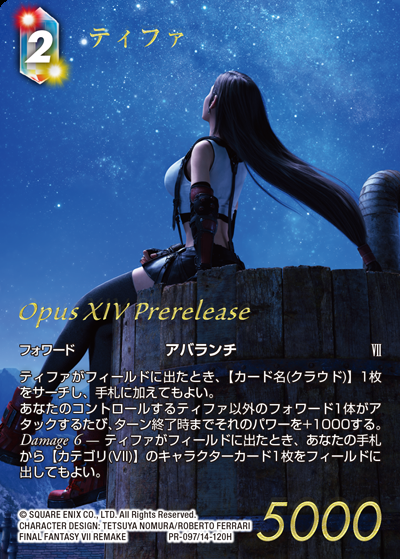 2
ティファ
Opus XIV Prerelease
フォワード アバランチ VII
ティファがフィールドに出たとき、【カード名(クラウド)】1枚
をサーチし、手札に加えてもよい。
あなたのコントロールするティファ以外のフォワード1体がア
タックするたび、ターン終了時までそれのパワーを+1000する。
Damage 6 — ティファがフィールドに出たとき、あなたの手札
から【カテゴリ(VII)】のキャラクターカード1枚をフィールド
に出してもよい。
© SQUARE ENIX CO., LTD. All Rights Reserved.
CHARACTER DESIGN: TETSUYA NOMURA/ROBERTO FERRARI
FINAL FANTASY VII REMAKE PR-097/14-120H
5000